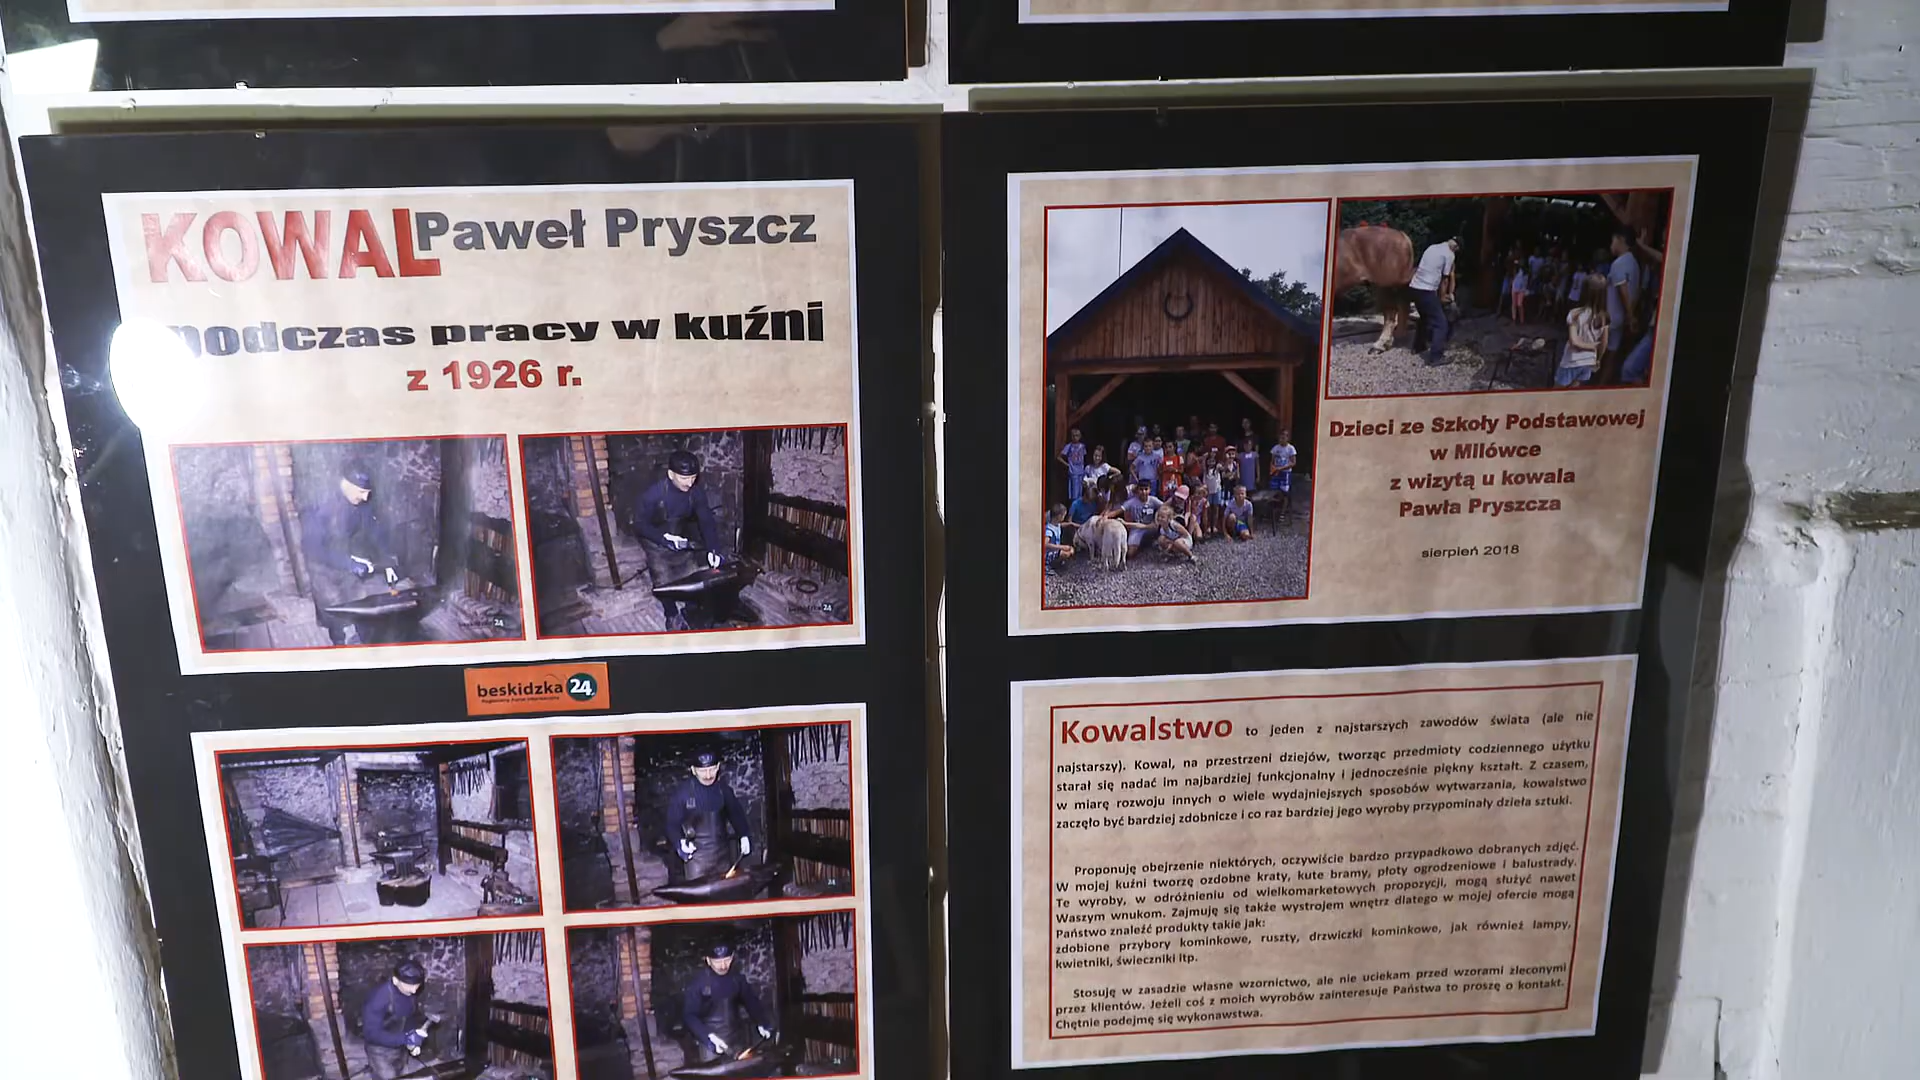 KOWAL Paweł Pryszcz
podczas pracy w kuźni
z 1926 r.
beskidzka 24
Dzieci ze Szkoły Podstawowej
w Milówce
z wizytą u kowala
Pawła Pryszcza
sierpień 2018
Kowalstwo to jeden z najstarszych zawodów świata (ale nie
najstarszy). Kowal, na przestrzeni dziejów, tworząc przedmioty codziennego użytku
starał się nadać im najbardziej funkcjonalny i jednocześnie piękny kształt. Z czasem,
w miarę rozwoju innych o wiele wydajniejszych sposobów wytwarzania, kowalstwo
zaczęło być bardziej zdobnicze i co raz bardziej jego wyroby przypominały dzieła sztuki.
Proponuję obejrzenie niektórych, oczywiście bardzo przypadkowo dobranych zdjęć.
W mojej kuźni tworzę ozdobne kraty, kute bramy, płoty ogrodzeniowe i balustrady.
Te wyroby, w odróżnieniu od wielkomarketowych propozycji, mogą służyć nawet
Waszym wnukom. Zajmuję się także wystrojem wnętrz dlatego w mojej ofercie mogą
Państwo znaleźć produkty takie jak:
zdobione przybory kominkowe, ruszty, drzwiczki kominkowe, jak również lampy,
kwietniki, świeczniki itp.
Stosuję w zasadzie własne wzornictwo, ale nie uciekam przed wzorami zleconymi
przez klientów. Jeżeli coś z moich wyrobów zainteresuje Państwa to proszę o kontakt.
Chętnie podejmę się wykonawstwa.